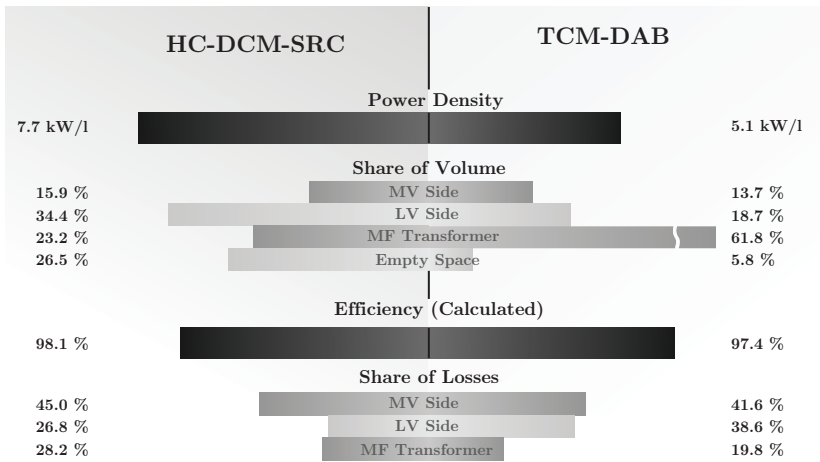 HC-DCM-SRC TCM-DAB
Power Density
7.7 kW/l 5.1 kW/l
Share of Volume
15.9 % MV Side 13.7 %
34.4 % LV Side 18.7 %
23.2 % MF Transformer 61.8 %
26.5 % Empty Space 5.8 %
Efficiency (Calculated)
98.1 % 97.4 %
Share of Losses
45.0 % MV Side 41.6 %
26.8 % LV Side 38.6 %
28.2 % MF Transformer 19.8 %